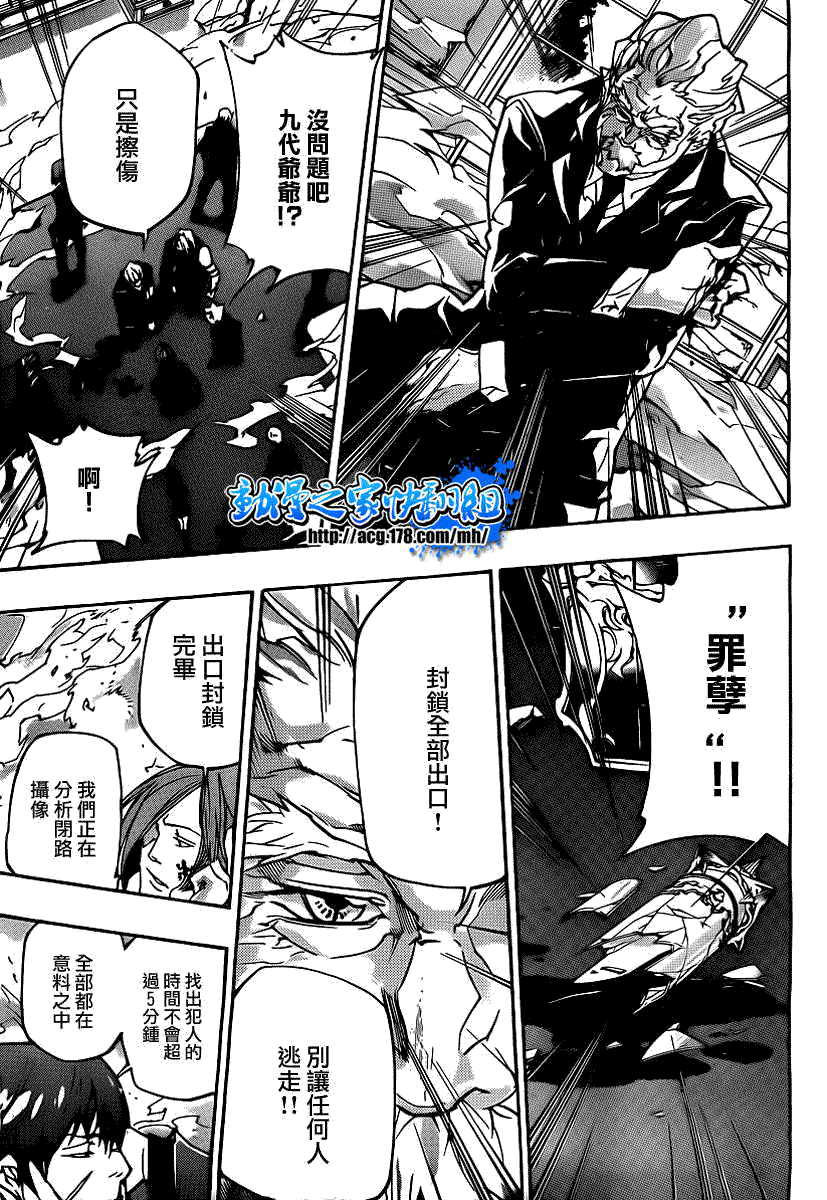 沒問題吧
九代爺爺!?
只是擦傷
啊！
動漫之家快翻組
http://acg.178.com/mh/
"罪孽"!!
封鎖全部出口！
別讓任何人
逃走!!
出口封鎖
完畢
我們正在
分析閉路
攝像
找出犯人的
時間不會超
過5分鐘
全部都在
意料之中